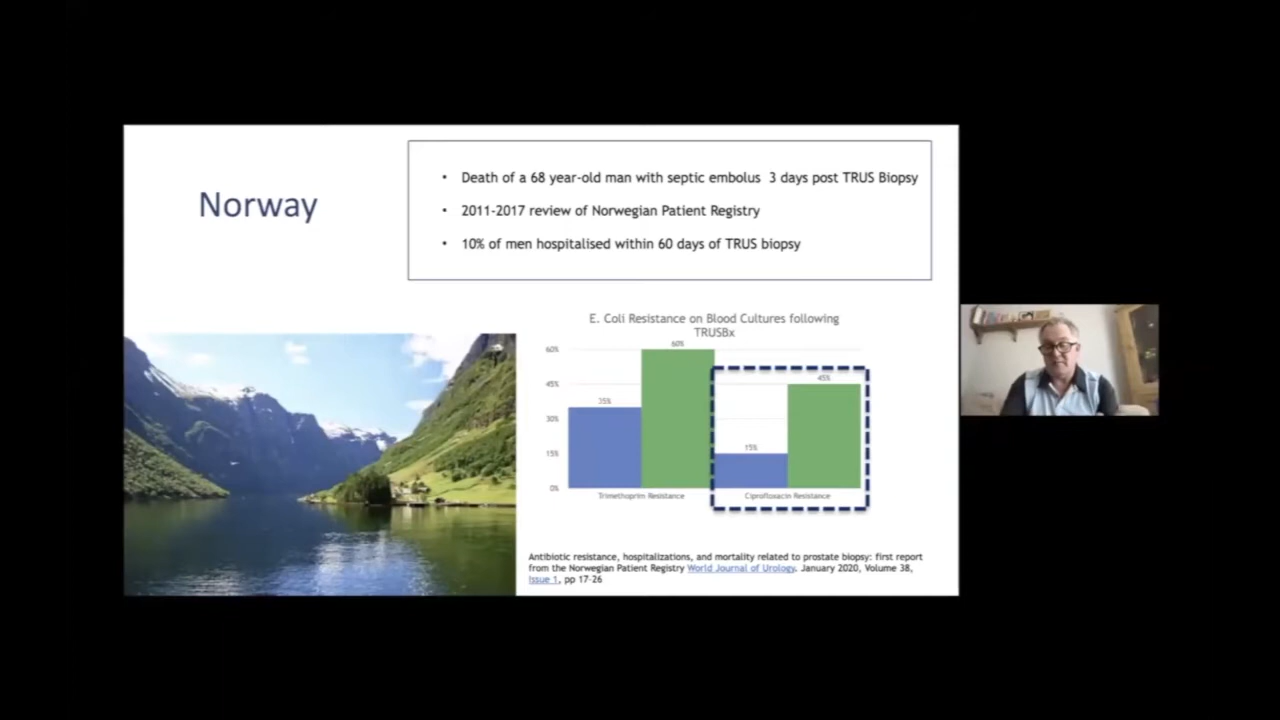 Norway
• Death of a 68 year-old man with septic embolus 3 days post TRUS Biopsy
• 2011-2017 review of Norwegian Patient Registry
• 10% of men hospitalised within 60 days of TRUS biopsy
E. Coli Resistance on Blood Cultures following
TRUSBx
60%
60%
45%
45%
35%
30%
15%
15%
0%
Trimethoprim Resistance
Ciprofloxacin Resistance
Antibiotic resistance, hospitalizations, and mortality related to prostate biopsy: first report
from the Norwegian Patient Registry World Journal of Urology. January 2020, Volume 38,
Issue 1, pp 17-26